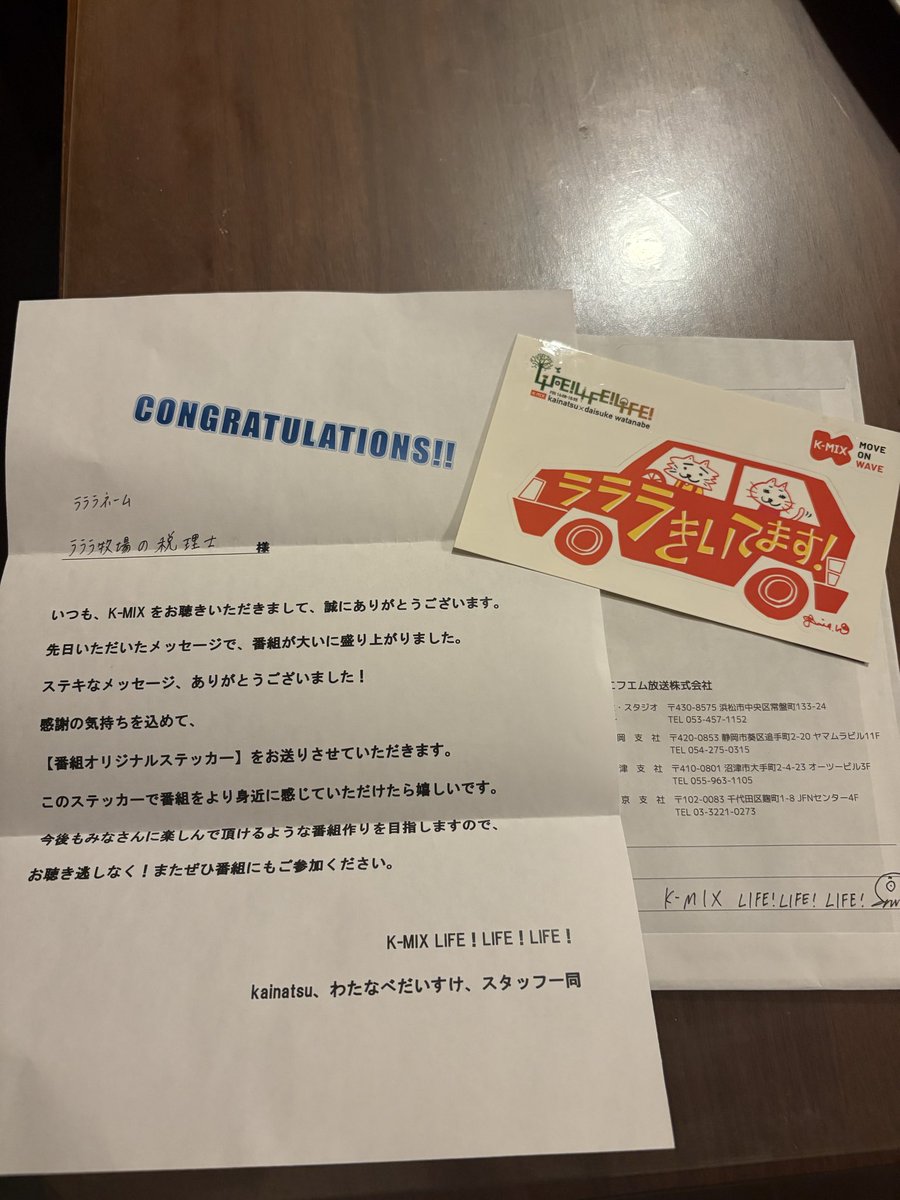 CONGRATULATIONS!!
ラララネーム
ラララ牧場の税理士 様
いつも、K-MIX をお聴きいただきまして、誠にありがとうございます。
先日いただいたメッセージで、番組が大いに盛り上がりました。
ステキなメッセージ、ありがとうございました！
感謝の気持ちを込めて、
【番組オリジナルステッカー】をお送りさせていただきます。
このステッカーで番組をより身近に感じていただけたら嬉しいです。
今後もみなさんに楽しんで頂けるような番組作りを目指しますので、
お聴き逃しなく！またぜひ番組にもご参加ください。
K-MIX LIFE！LIFE！LIFE！
kainatsu、わたなべだいすけ、スタッフ一同
LIFE!LIFE!LIFE!
K-MIX kainatsu×daisuke watanabe
K-MIX MOVE ON WAVE
ラララきいてます!
エフエム放送株式会社
・スタジオ 〒430-8575 浜松市中央区常盤町133-24
TEL 053-457-1152
岡 支 社 〒420-0853 静岡市葵区追手町2-20 ヤマムラビル11F
TEL 054-275-0315
津 支 社 〒410-0801 沼津市大手町2-4-23 オーツービル3F
TEL 055-963-1105
京 支 社 〒102-0083 千代田区麹町1-8 JFNセンター4F
TEL 03-3221-0273
K-MIX LIFE! LIFE! LIFE!